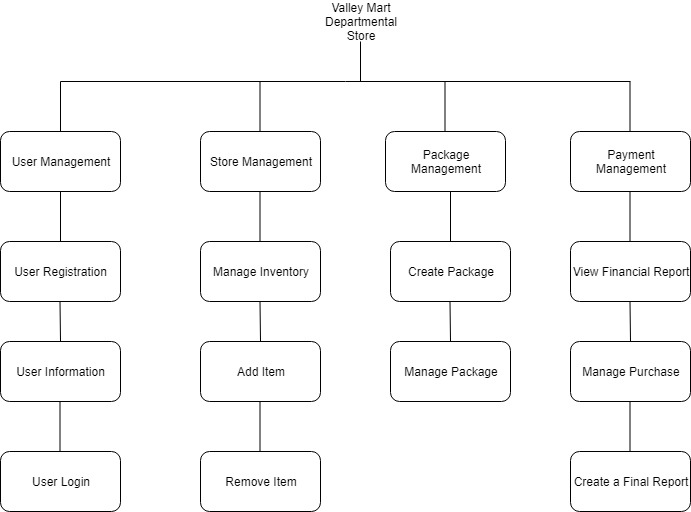 Valley Mart
Departmental
Store
User Management
Store Management
Package
Management
Payment
Management
User Registration
Manage Inventory
Create Package
View Financial Report
User Information
Add Item
Manage Package
Manage Purchase
User Login
Remove Item
Create a Final Report